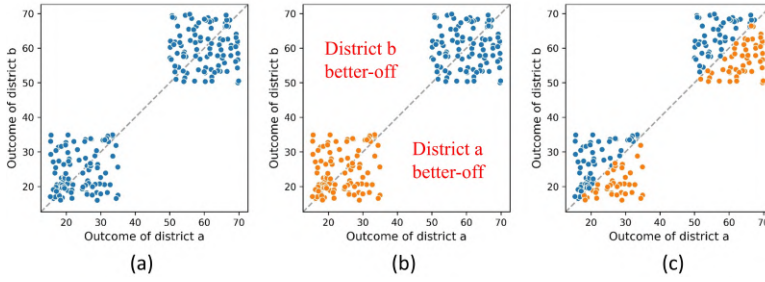 70
60
50
40
30
20
Outcome of district b
20 30 40 50 60 70
Outcome of district a
(a)
70
60
50
40
30
20
Outcome of district b
District b
better-off
District a
better-off
20 30 40 50 60 70
Outcome of district a
(b)
70
60
50
40
30
20
Outcome of district b
20 30 40 50 60 70
Outcome of district a
(c)